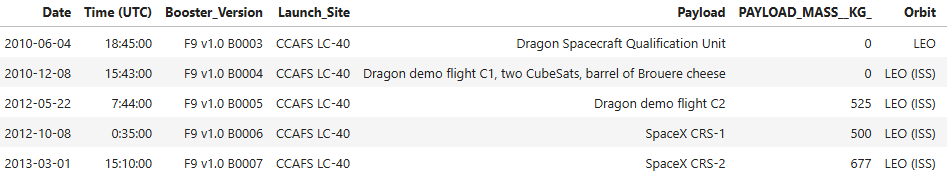 Date Time (UTC) Booster_Version Launch_Site Payload PAYLOAD_MASS__KG_ Orbit
2010-06-04 18:45:00 F9 v1.0 B0003 CCAFS LC-40 Dragon Spacecraft Qualification Unit 0 LEO
2010-12-08 15:43:00 F9 v1.0 B0004 CCAFS LC-40 Dragon demo flight C1, two CubeSats, barrel of Brouere cheese 0 LEO (ISS)
2012-05-22 7:44:00 F9 v1.0 B0005 CCAFS LC-40 Dragon demo flight C2 525 LEO (ISS)
2012-10-08 0:35:00 F9 v1.0 B0006 CCAFS LC-40 SpaceX CRS-1 500 LEO (ISS)
2013-03-01 15:10:00 F9 v1.0 B0007 CCAFS LC-40 SpaceX CRS-2 677 LEO (ISS)